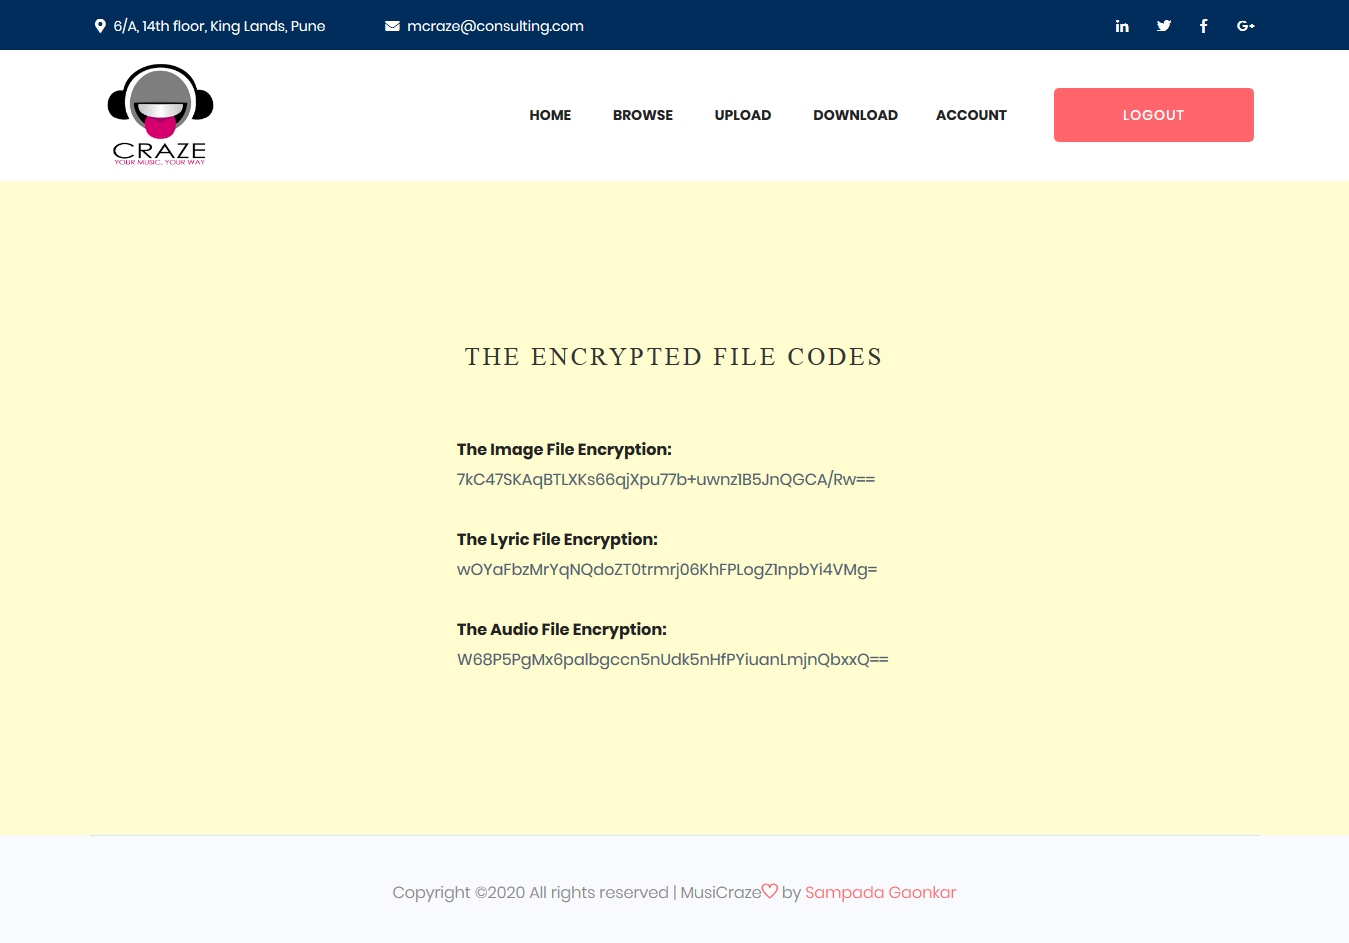 6/A, 14th floor, King Lands, Pune
mcraze@consulting.com
CRAZE
YOUR MUSIC, YOUR WAY
HOME
BROWSE
UPLOAD
DOWNLOAD
ACCOUNT
LOGOUT
THE ENCRYPTED FILE CODES
The Image File Encryption:
7kC47SKAqBTLXKs66qjXpu77b+uwnz1B5JnQGCA/Rw==
The Lyric File Encryption:
wOYaFbzMrYqNQdoZT0trmrj06KhFPLogZ1npbYi4VMg=
The Audio File Encryption:
W68P5PgMx6palbgccn5nUdk5nHfPYiuanLmjnQbxxQ==
Copyright ©2020 All rights reserved | MusiCraze♡ by Sampada Gaonkar